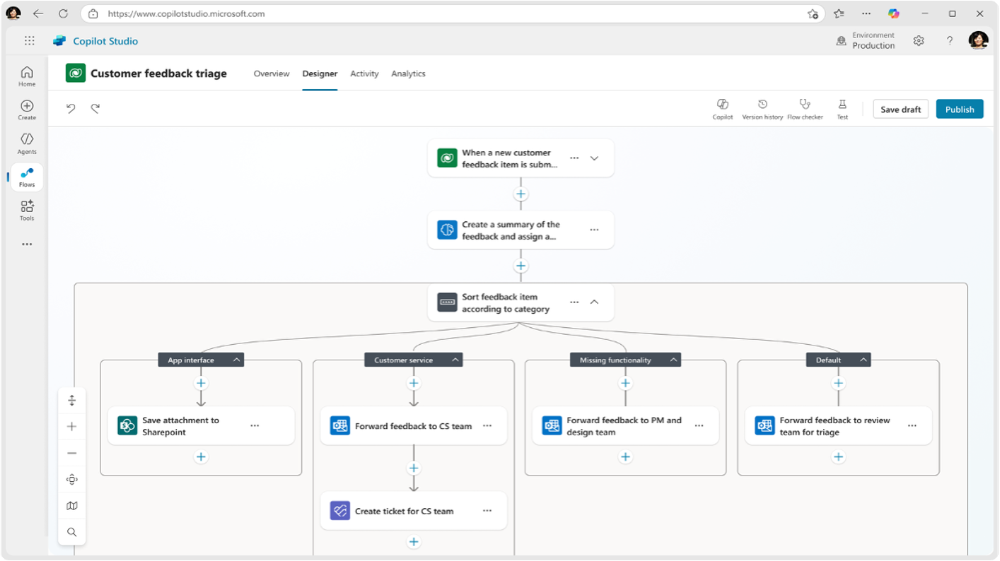 https://www.copilotstudio.microsoft.com
Copilot Studio
Environment
Production
Home
Create
Agents
Flows
Tools
Customer feedback triage
Overview
Designer
Activity
Analytics
Copilot
Version history
Flow checker
Test
Save draft
Publish
When a new customer
feedback item is subm...
Create a summary of the
feedback and assign a...
Sort feedback item
according to category
App interface
Customer service
Missing functionality
Default
Save attachment to
Sharepoint
Forward feedback to CS team
Forward feedback to PM and
design team
Forward feedback to review
team for triage
Create ticket for CS team